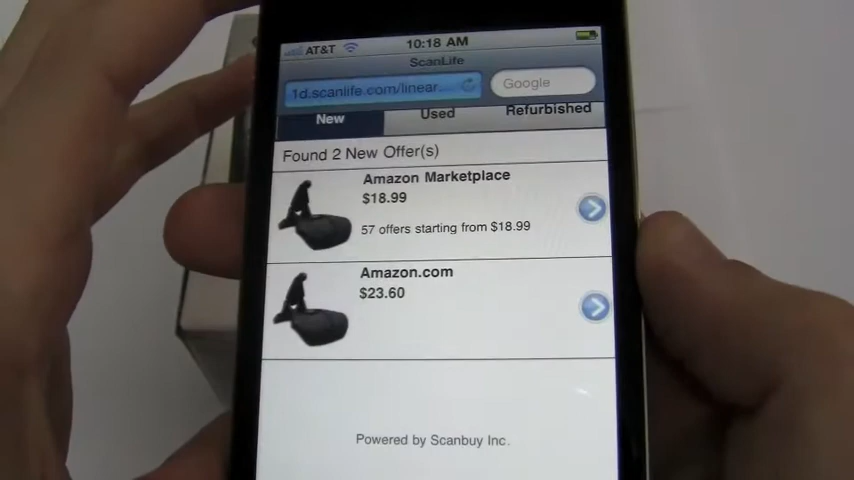 AT&T 10:18 AM
ScanLife
1d.scanlife.com/linear... Google
New Used Refurbished
Found 2 New Offer(s)
Amazon Marketplace
$18.99
57 offers starting from $18.99
Amazon.com
$23.60
Powered by Scanbuy Inc.